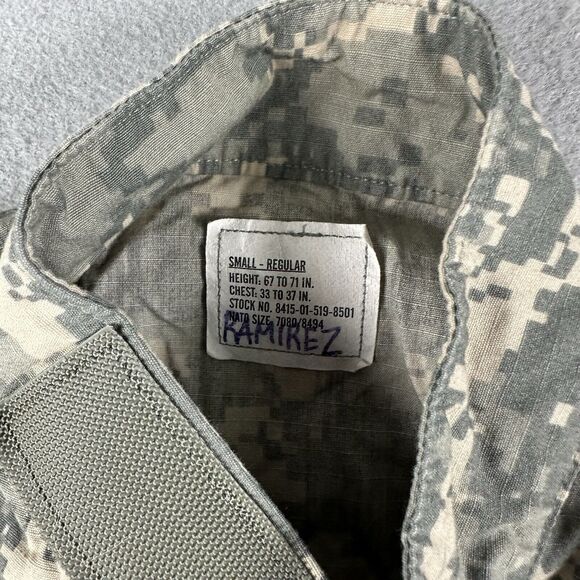 SMALL - REGULAR
HEIGHT: 67 TO 71 IN.
CHEST: 33 TO 37 IN.
STOCK NO. 8415-01-519-8501
NATO SIZE: 7080/8494
RAMIREZ